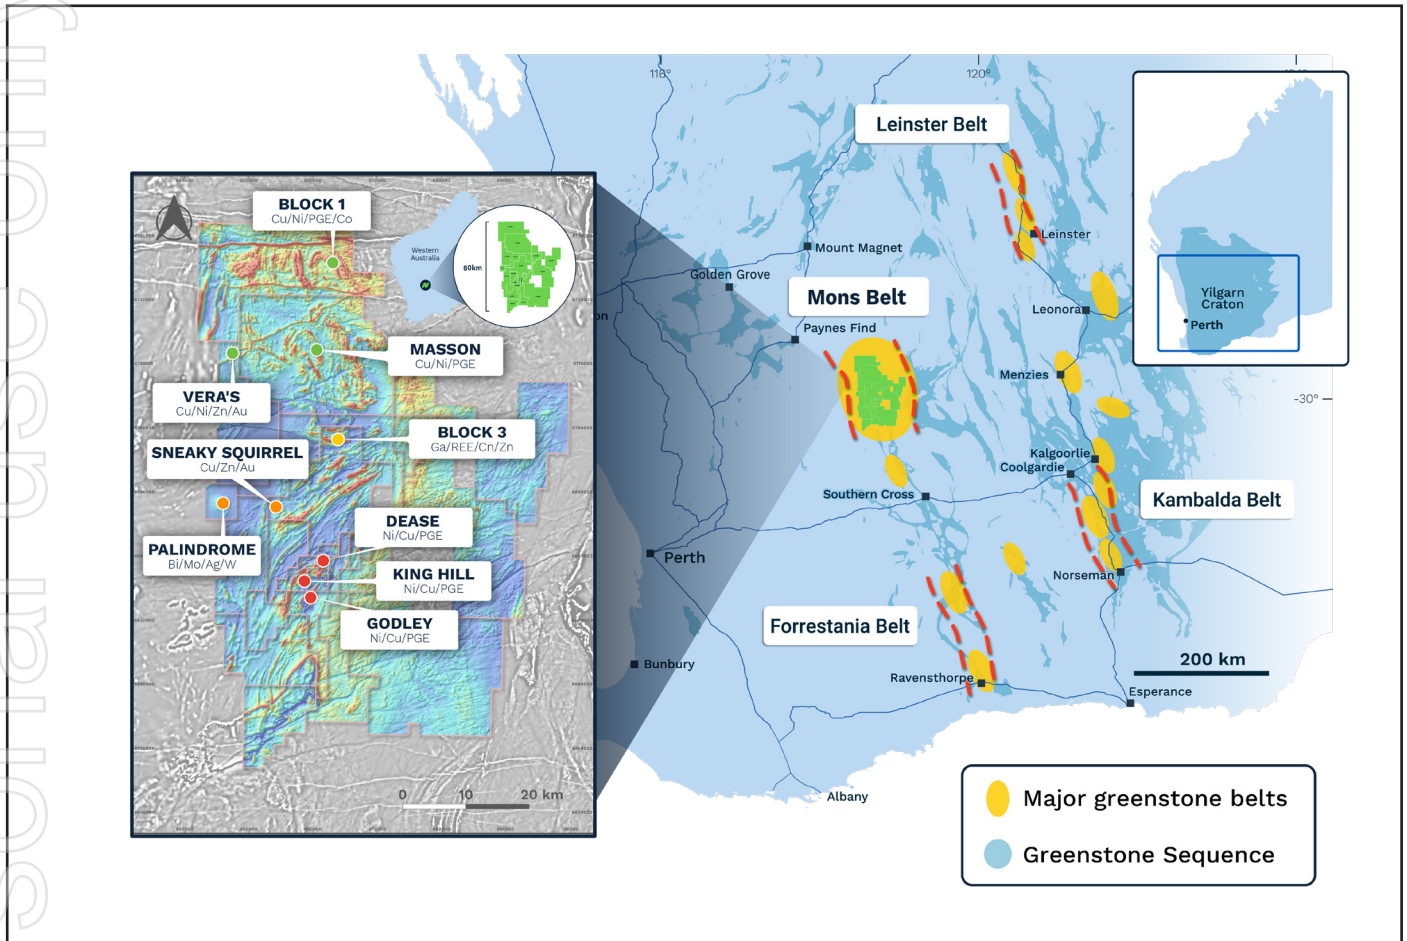 BLOCK 1
Cu/Ni/PGE/Co
Western
Australia
80km
MASSON
Cu/Ni/PGE
VERA'S
Cu/Ni/Zn/Au
BLOCK 3
Ga/REE/Cn/Zn
SNEAKY SQUIRREL
Cu/Zn/Au
DEASE
Ni/Cu/PGE
PALINDROME
Bi/Mo/Ag/W
KING HILL
Ni/Cu/PGE
GODLEY
Ni/Cu/PGE
0 10 20 km
120°
Leinster Belt
Leinster
Mount Magnet
Golden Grove
Mons Belt
Leonora
on
Paynes Find
Menzies
-30°
Kalgoorlie
Coolgardie
Southern Cross
Kambalda Belt
Perth
Norseman
Forrestania Belt
Bunbury
Ravensthorpe
200 km
Esperance
Albany
Yilgarn
Craton
Perth
Major greenstone belts
Greenstone Sequence